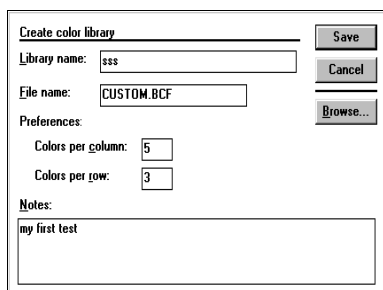 Create color library
Save
Library name: sss
Cancel
File name: CUSTOM.BCF
Browse...
Preferences:
Colors per column: 5
Colors per row: 3
Notes:
my first test